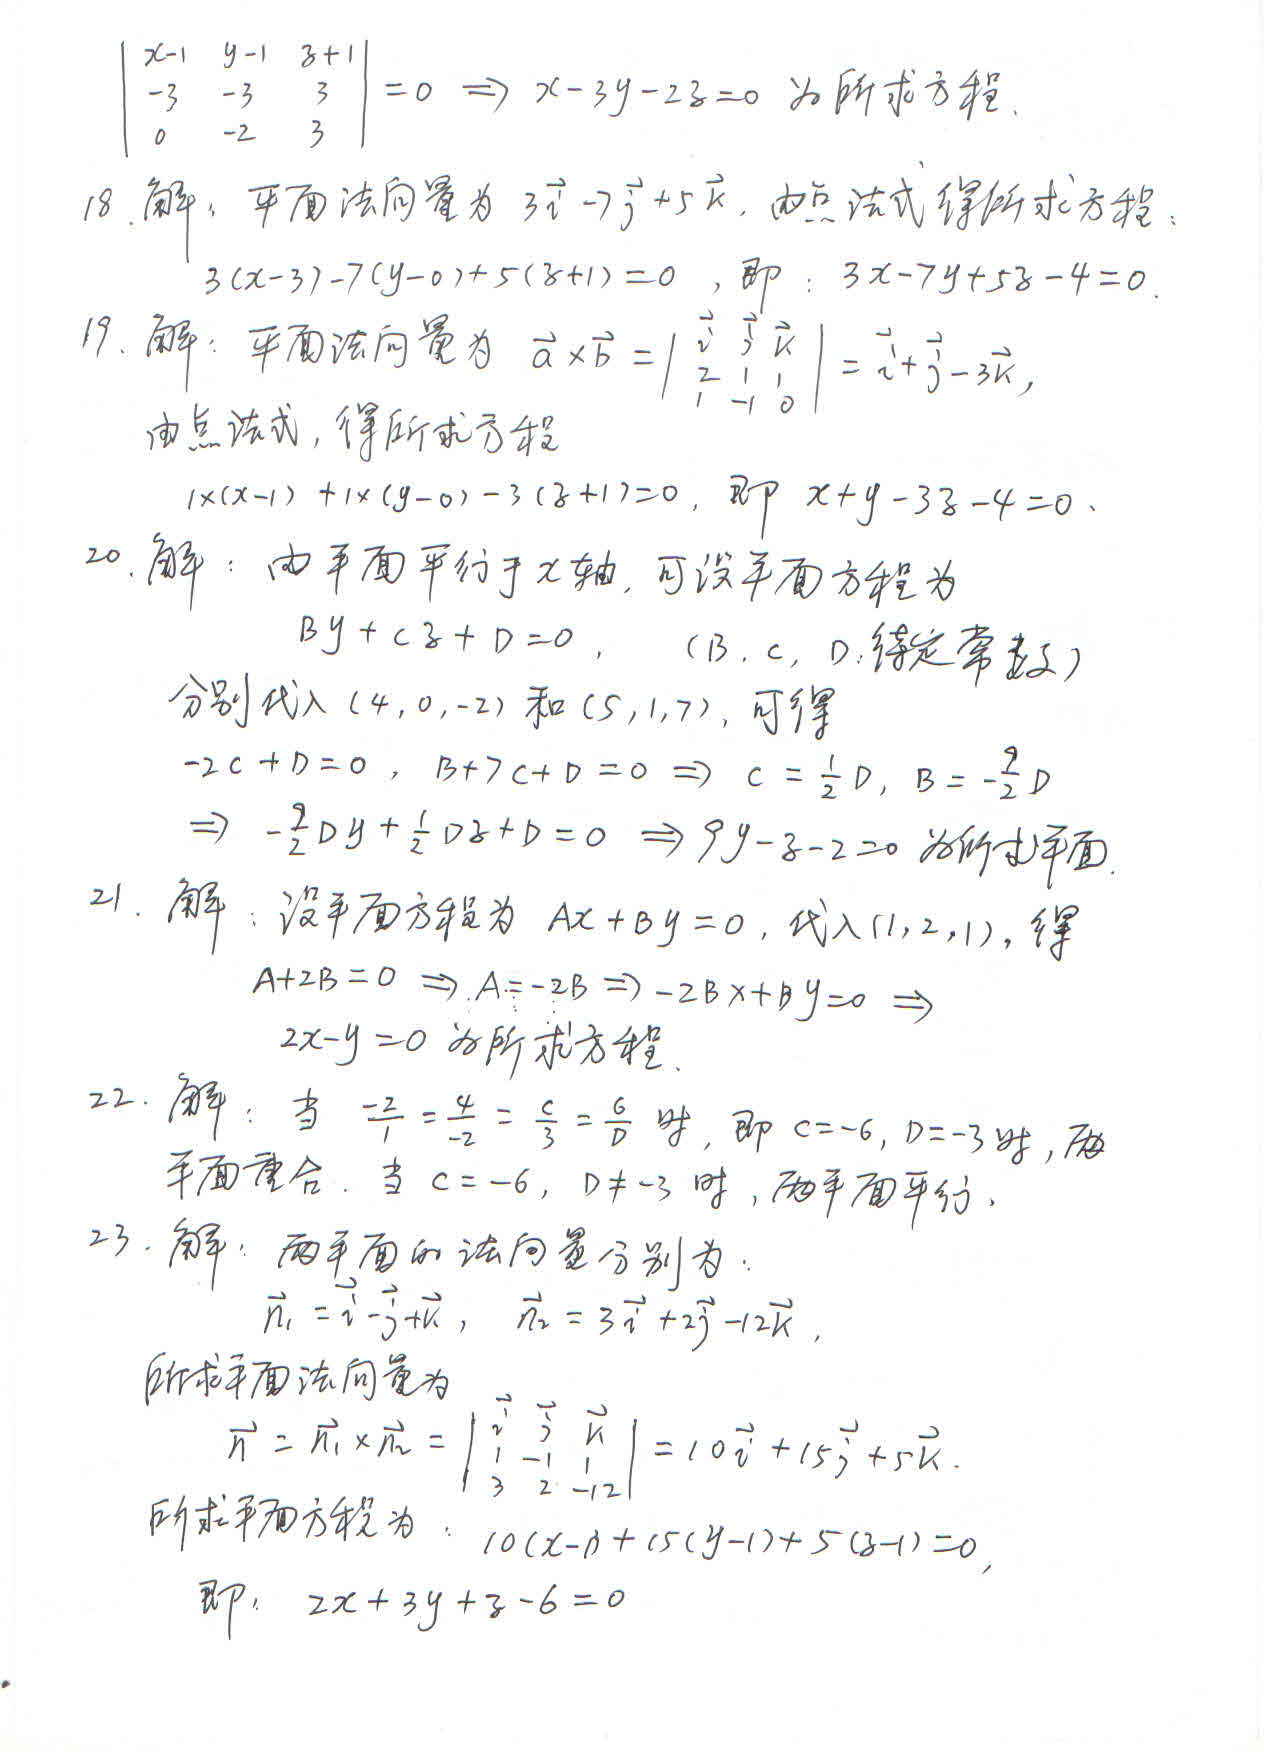 | x-1 y-1 z+1 |
| -3 -3 3 | =0 ⇒ x-3y-2z=0 为所求方程.
| 0 -2 3 |
18. 解: 平面法向量为 3i⃗-7j⃗+5k⃗. 由点法式得所求方程:
3(x-3)-7(y-0)+5(z+1)=0, 即: 3x-7y+5z-4=0.
19. 解: 平面法向量为 a⃗×b⃗ = | i⃗ j⃗ k⃗ ; 2 1 1 ; 1 -1 0 | = i⃗+j⃗-3k⃗,
由点法式, 得所求方程
1×(x-1)+1×(y-0)-3(z+1)=0, 即 x+y-3z-4=0.
20. 解: 由平面平行于x轴, 可设平面方程为
By+Cz+D=0, (B, C, D: 待定常数)
分别代入(4,0,-2)和(5,1,7), 可得
-2C+D=0, B+7C+D=0 ⇒ C=1/2 D, B=-9/2 D
⇒ -9/2 Dy+1/2 Dz+D=0 ⇒ 9y-z-2=0 为所求平面.
21. 解: 设平面方程为 Ax+By=0, 代入(1,2,1), 得
A+2B=0 ⇒ A=-2B ⇒ -2Bx+By=0 ⇒
2x-y=0 为所求方程.
22. 解: 当 -2/1 = 4/-2 = C/3 = 6/D 时, 即 C=-6, D=-3时, 两
平面重合. 当 C=-6, D≠-3 时, 两平面平行.
23. 解: 两平面的法向量分别为:
n⃗₁=i⃗-j⃗+k⃗, n⃗₂=3i⃗+2j⃗-12k⃗,
所求平面法向量为
n⃗ = n⃗₁×n⃗₂ = | i⃗ j⃗ k⃗ ; 1 -1 1 ; 3 2 -12 | = 10i⃗+15j⃗+5k⃗.
所求平面方程为: 10(x-1)+15(y-1)+5(z-1)=0,
即: 2x+3y+z-6=0